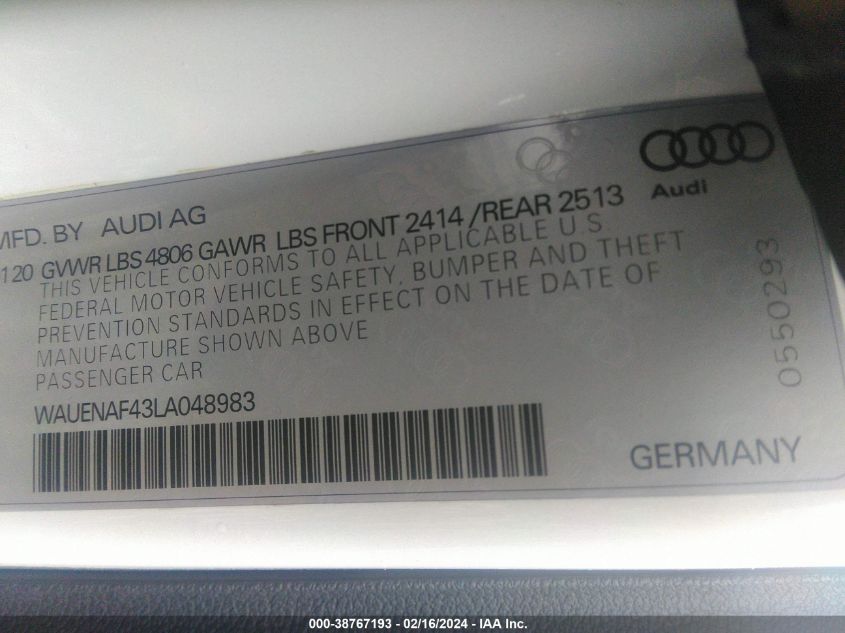 Audi
MFD. BY AUDI AG
120 GVWR LBS 4806 GAWR LBS FRONT 2414 /REAR 2513
THIS VEHICLE CONFORMS TO ALL APPLICABLE U.S.
FEDERAL MOTOR VEHICLE SAFETY, BUMPER AND THEFT
PREVENTION STANDARDS IN EFFECT ON THE DATE OF
MANUFACTURE SHOWN ABOVE
PASSENGER CAR
WAUENAF43LA048983
0550293
GERMANY
000-38767193 - 02/16/2024 - IAA Inc.